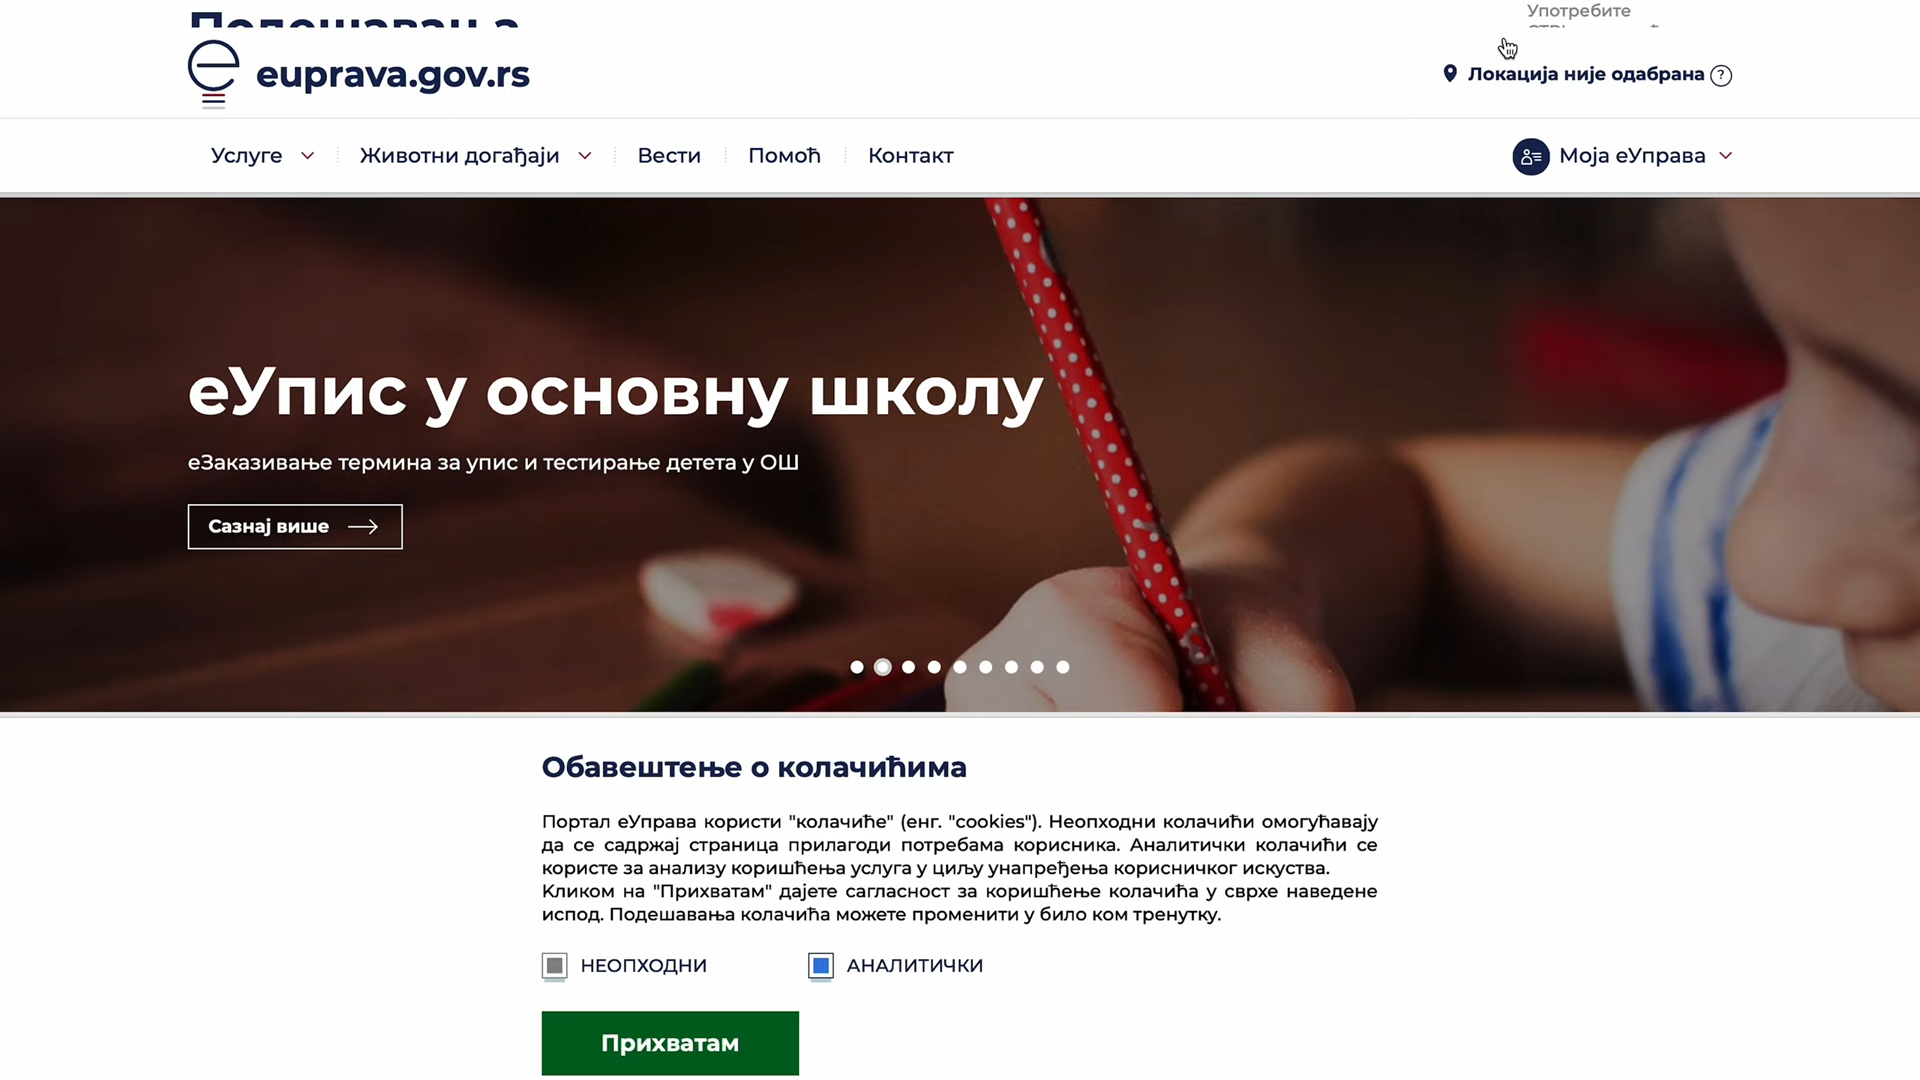 Подешавања
Употребите
euprava.gov.rs
Локација није одабрана ?
Услуге
Животни догађаји
Вести
Помоћ
Контакт
Моја еУправа
еУпис у основну школу
еЗаказивање термина за упис и тестирање детета у ОШ
Сазнај више
Обавештење о колачићима
Портал еУправа користи "колачиће" (енг. "cookies"). Неопходни колачићи омогућавају
да се садржај страница прилагоди потребама корисника. Аналитички колачићи се
користе за анализу коришћења услуга у циљу унапређења корисничког искуства.
Кликом на "Прихватам" дајете сагласност за коришћење колачића у сврхе наведене
испод. Подешавања колачића можете променити у било ком тренутку.
НЕОПХОДНИ
АНАЛИТИЧКИ
Прихватам